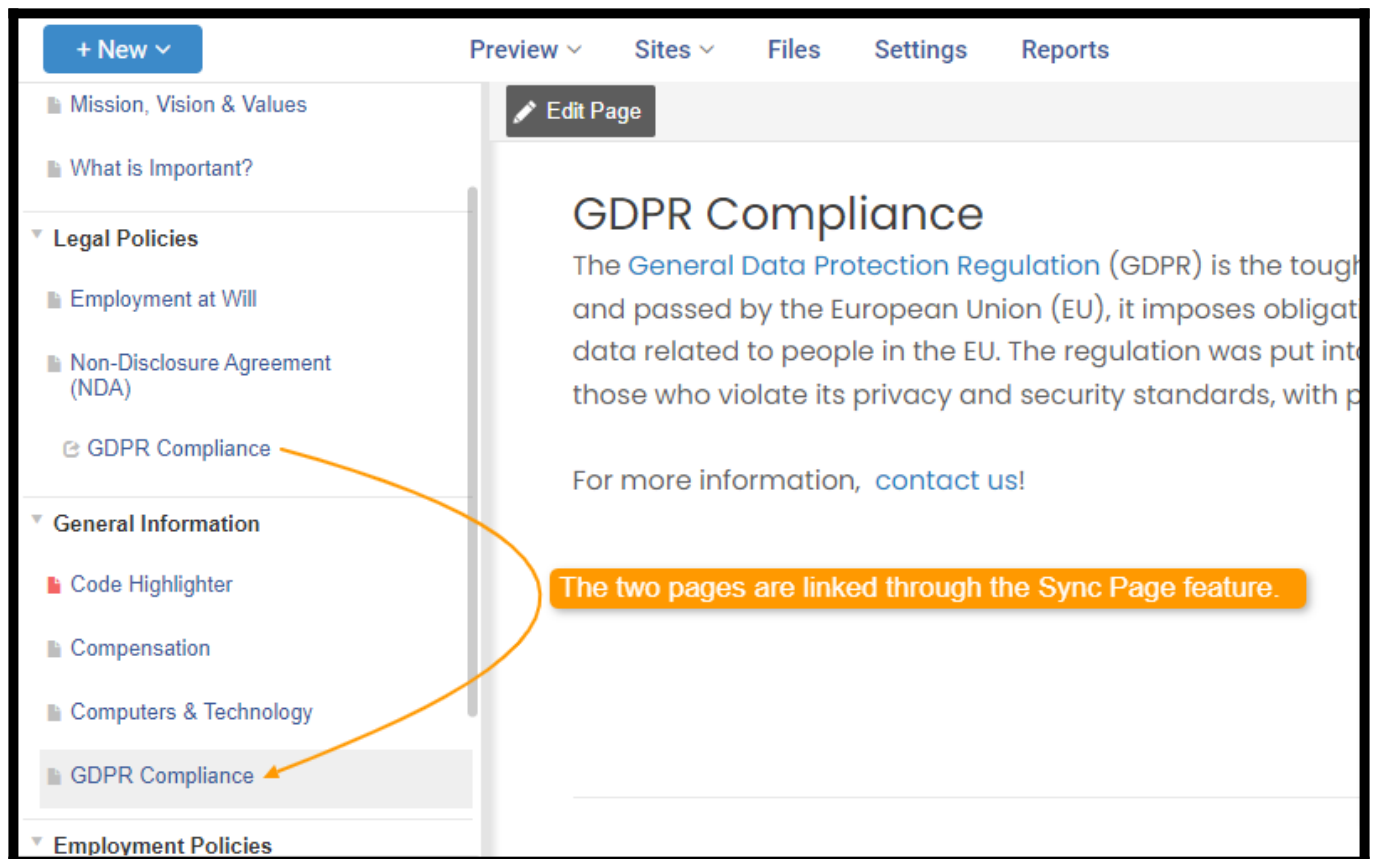 + New
Preview
Sites
Files
Settings
Reports
Mission, Vision & Values
What is Important?
Legal Policies
Employment at Will
Non-Disclosure Agreement
(NDA)
GDPR Compliance
General Information
Code Highlighter
Compensation
Computers & Technology
GDPR Compliance
Employment Policies
Edit Page
GDPR Compliance
The General Data Protection Regulation (GDPR) is the
and passed by the European Union (EU), it imposes
data related to people in the EU. The regulation was put
those who violate its privacy and security standards, with
For more information, contact us!
The two pages are linked through the Sync Page feature.